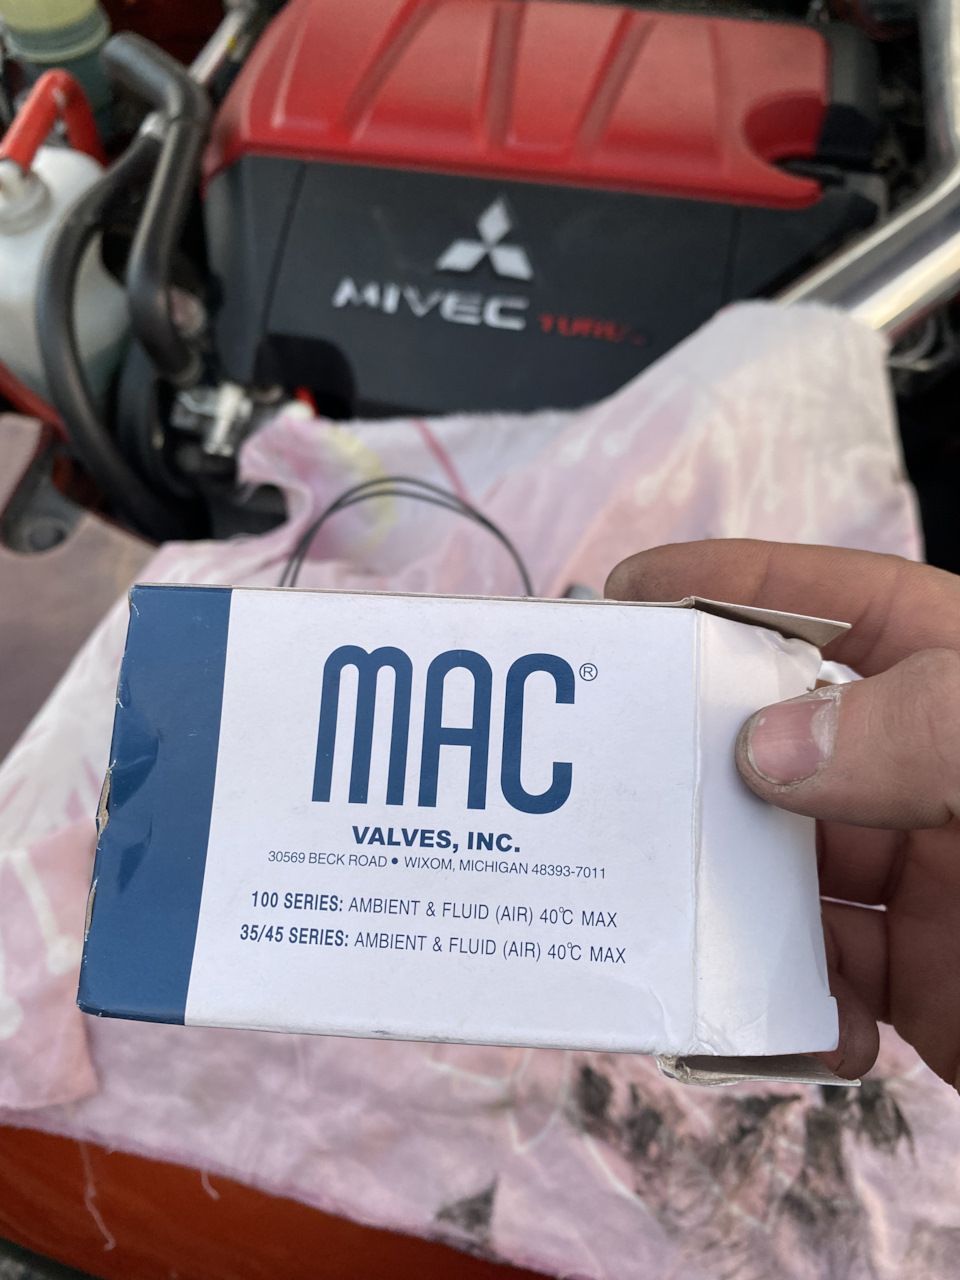 MIVEC TURBO
MAC®
VALVES, INC.
30569 BECK ROAD • WIXOM, MICHIGAN 48393-7011
100 SERIES: AMBIENT & FLUID (AIR) 40°C MAX
35/45 SERIES: AMBIENT & FLUID (AIR) 40°C MAX